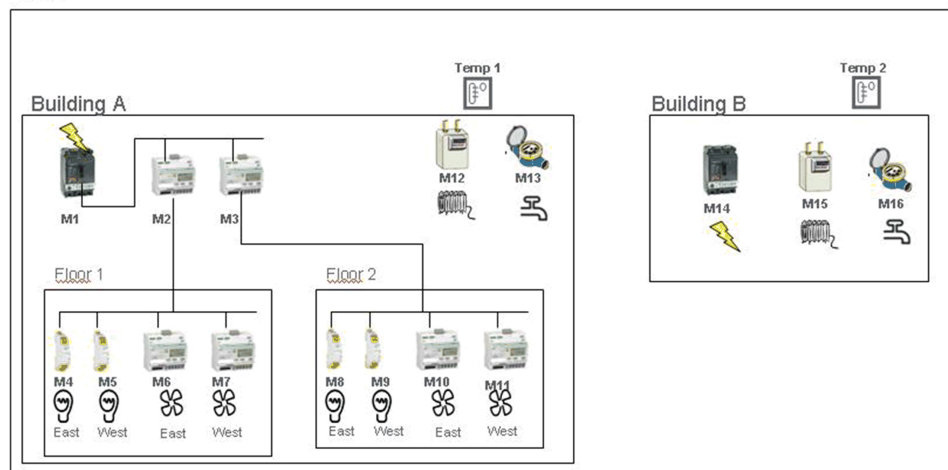 Temp 1
Temp 2
Building A
Building B
M12
M13
M1
M2
M3
M14
M15
M16
Floor 1
Floor 2
M4
M5
M6
M7
M8
M9
M10
M11
East
West
East
West
East
West
East
West